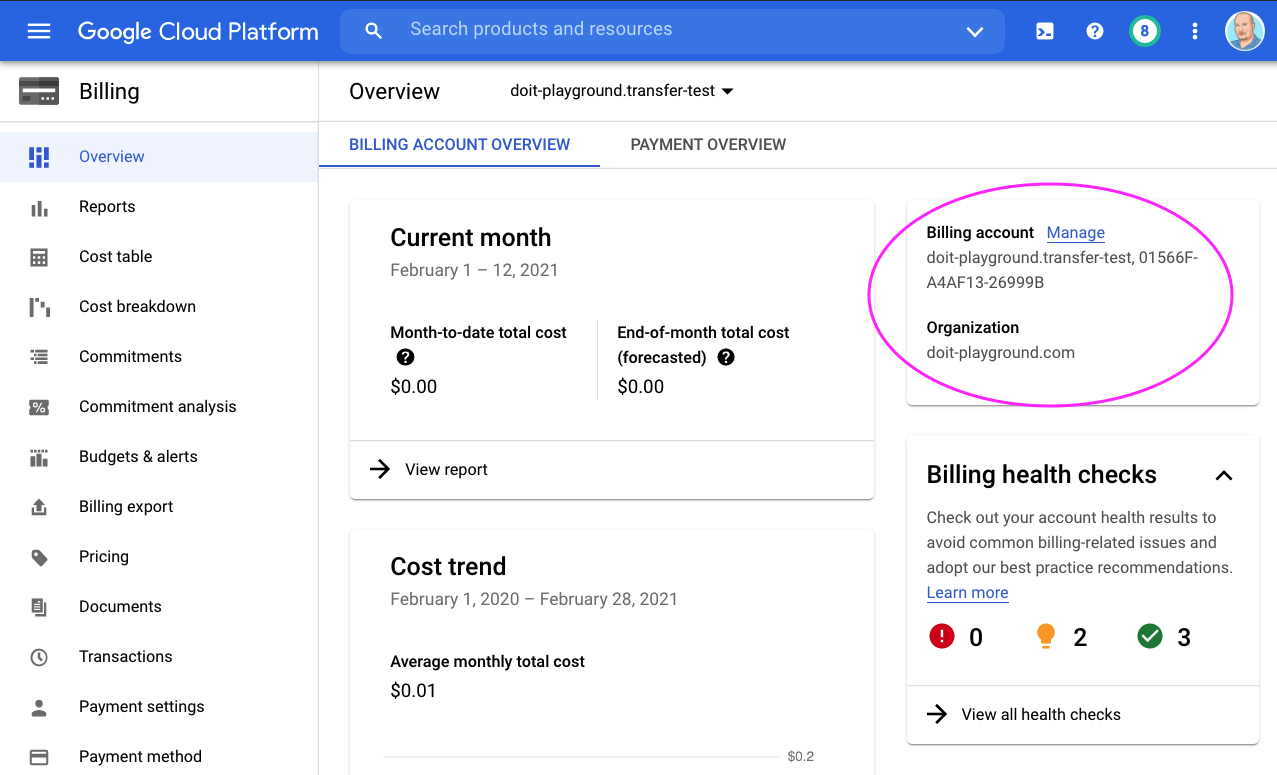 Google Cloud Platform
Search products and resources
8
Billing
Overview
doit-playground.transfer-test
Overview
Reports
Cost table
Cost breakdown
Commitments
Commitment analysis
Budgets & alerts
Billing export
Pricing
Documents
Transactions
Payment settings
Payment method
BILLING ACCOUNT OVERVIEW
PAYMENT OVERVIEW
Current month
February 1 – 12, 2021
Month-to-date total cost
$0.00
End-of-month total cost
(forecasted)
$0.00
View report
Cost trend
February 1, 2020 – February 28, 2021
Average monthly total cost
$0.01
$0.2
Billing account Manage
doit-playground.transfer-test, 01566F-
A4AF13-26999B
Organization
doit-playground.com
Billing health checks
Check out your account health results to
avoid common billing-related issues and
adopt our best practice recommendations.
Learn more
0
2
3
View all health checks